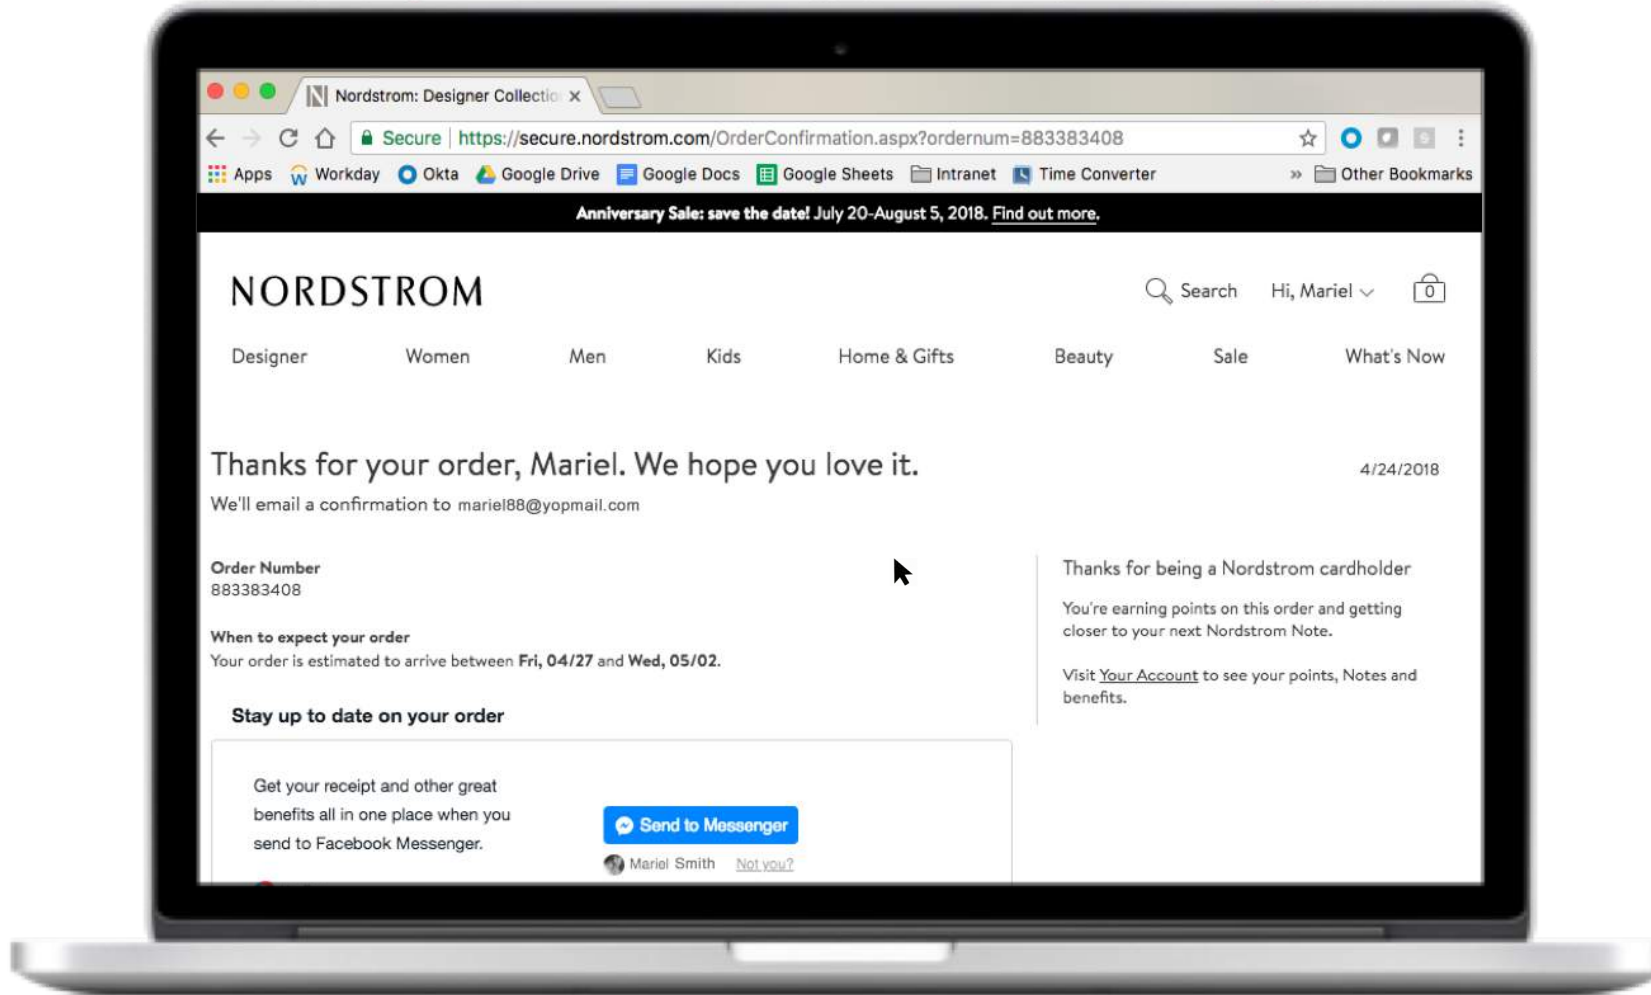 Nordstrom: Designer Collectio
Secure https://secure.nordstrom.com/OrderConfirmation.aspx?ordernum=883383408
Apps Workday Okta Google Drive Google Docs Google Sheets Intranet Time Converter » Other Bookmarks
Anniversary Sale: save the date! July 20-August 5, 2018. Find out more.
NORDSTROM
Search Hi, Mariel 0
Designer Women Men Kids Home & Gifts Beauty Sale What's Now
Thanks for your order, Mariel. We hope you love it. 4/24/2018
We'll email a confirmation to mariel88@yopmail.com
Order Number
883383408
When to expect your order
Your order is estimated to arrive between Fri, 04/27 and Wed, 05/02.
Thanks for being a Nordstrom cardholder
You're earning points on this order and getting
closer to your next Nordstrom Note.
Visit Your Account to see your points, Notes and
benefits.
Stay up to date on your order
Get your receipt and other great
benefits all in one place when you
send to Facebook Messenger.
Send to Messenger
Mariel Smith Not you?